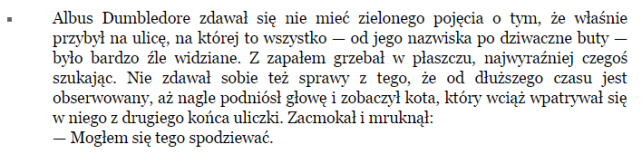 Albus Dumbledore zdawał się nie mieć zielonego pojęcia o tym, że właśnie
przybył na ulicę, na której to wszystko — od jego nazwiska po dziwaczne buty —
było bardzo źle widziane. Z zapałem grzebał w płaszczu, najwyraźniej czegoś
szukając. Nie zdawał sobie też sprawy z tego, że od dłuższego czasu jest
obserwowany, aż nagle podniósł głowę i zobaczył kota, który wciąż wpatrywał się
w niego z drugiego końca uliczki. Zacmokał i mruknął:
— Mogłem się tego spodziewać.